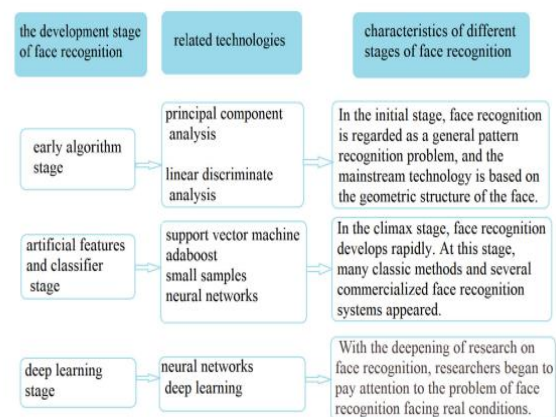 the development stage
of face recognition
related technologies
characteristics of different
stages of face recognition
early algorithm
stage
principal component
analysis
linear discriminate
analysis
In the initial stage, face recognition
is regarded as a general pattern
recognition problem, and the
mainstream technology is based on
the geometric structure of the face.
artificial features
and classifier
stage
support vector machine
adaboost
small samples
neural networks
In the climax stage, face recognition
develops rapidly. At this stage,
many classic methods and several
commercialized face recognition
systems appeared.
deep learning
stage
neural networks
deep learning
With the deepening of research on
face recognition, researchers began to
pay attention to the problem of face
recognition facing real conditions.